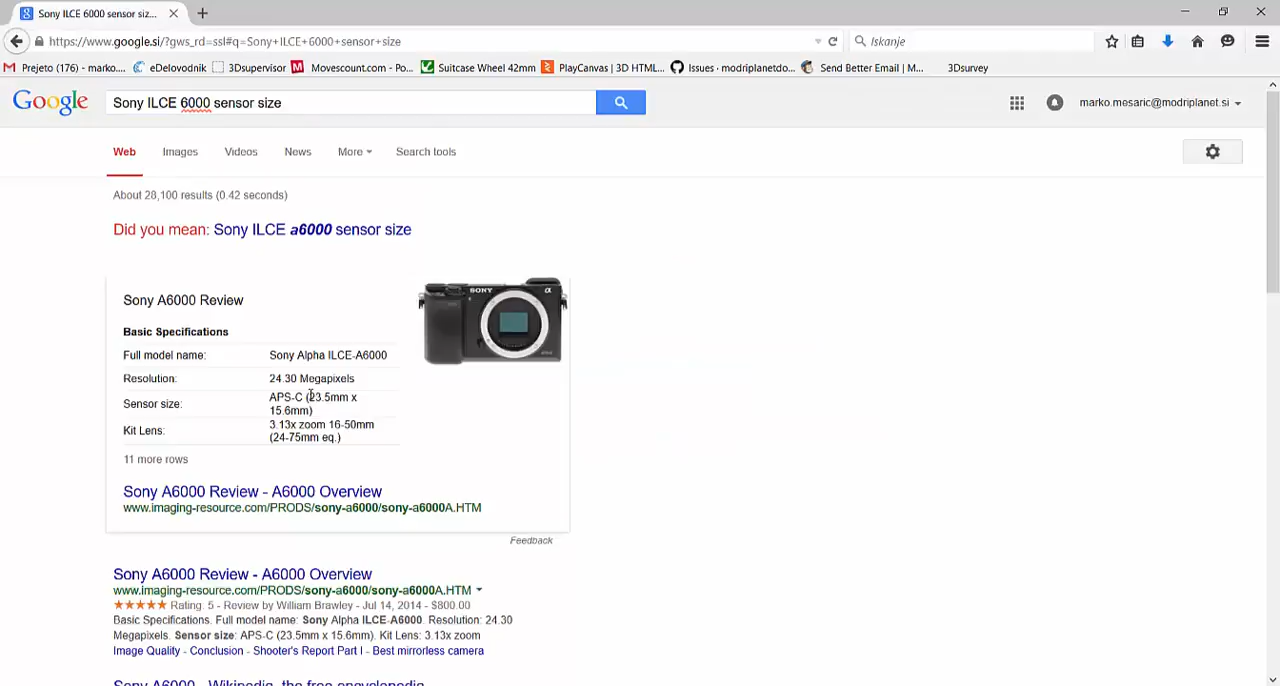 Sony ILCE 6000 sensor siz...
https://www.google.si/?gws_rd=ssl#q=Sony+ILCE+6000+sensor+size
Iskanje
Prejeto (176) - marko.... eDelovodnik 3Dsupervisor Movescount.com - Po... Suitcase Wheel 42mm PlayCanvas | 3D HTML... Issues · modriplanetdo... Send Better Email | M... 3Dsurvey
Google Sony ILCE 6000 sensor size marko.mesaric@modriplanet.si
Web Images Videos News More Search tools
About 28,100 results (0.42 seconds)
Did you mean: Sony ILCE a6000 sensor size
Sony A6000 Review
SONY
Basic Specifications
Full model name: Sony Alpha ILCE-A6000
Resolution: 24.30 Megapixels
Sensor size: APS-C (23.5mm x
15.6mm)
Kit Lens: 3.13x zoom 16-50mm
(24-75mm eq.)
11 more rows
Sony A6000 Review - A6000 Overview
www.imaging-resource.com/PRODS/sony-a6000/sony-a6000A.HTM
Feedback
Sony A6000 Review - A6000 Overview
www.imaging-resource.com/PRODS/sony-a6000/sony-a6000A.HTM
Rating: 5 - Review by William Brawley - Jul 14, 2014 - $800.00
Basic Specifications. Full model name: Sony Alpha ILCE-A6000. Resolution: 24.30
Megapixels. Sensor size: APS-C (23.5mm x 15.6mm). Kit Lens: 3.13x zoom
Image Quality - Conclusion - Shooter's Report Part I - Best mirrorless camera
Sony A6000 - Wikipedia, the free encyclopedia